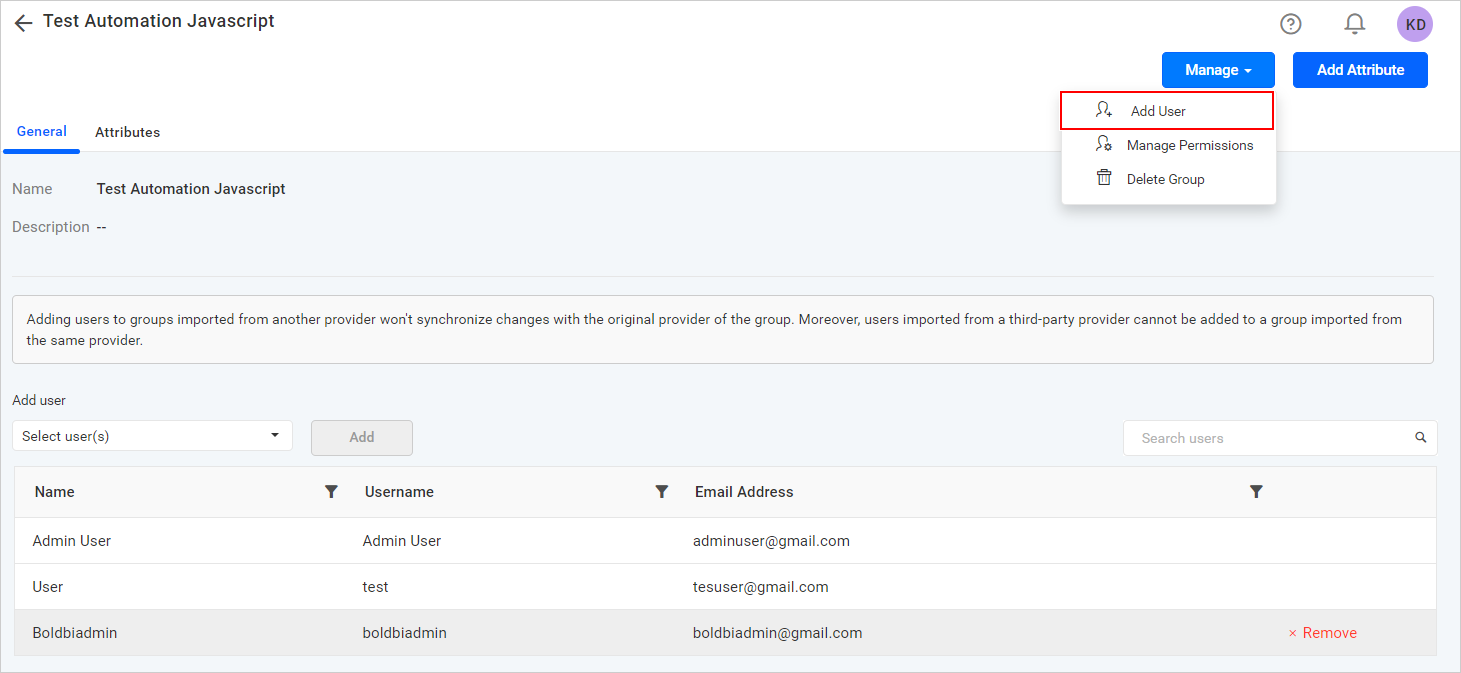 Test Automation Javascript
KD
Manage
Add Attribute
Add User
Manage Permissions
Delete Group
General
Attributes
Name
Test Automation Javascript
Description
--
Adding users to groups imported from another provider won't synchronize changes with the original provider of the group. Moreover, users imported from a third-party provider cannot be added to a group imported from
the same provider.
Add user
Select user(s)
Add
Search users
Name
Username
Email Address
Admin User
Admin User
adminuser@gmail.com
User
test
tesuser@gmail.com
Boldbiadmin
boldbiadmin
boldbiadmin@gmail.com
× Remove